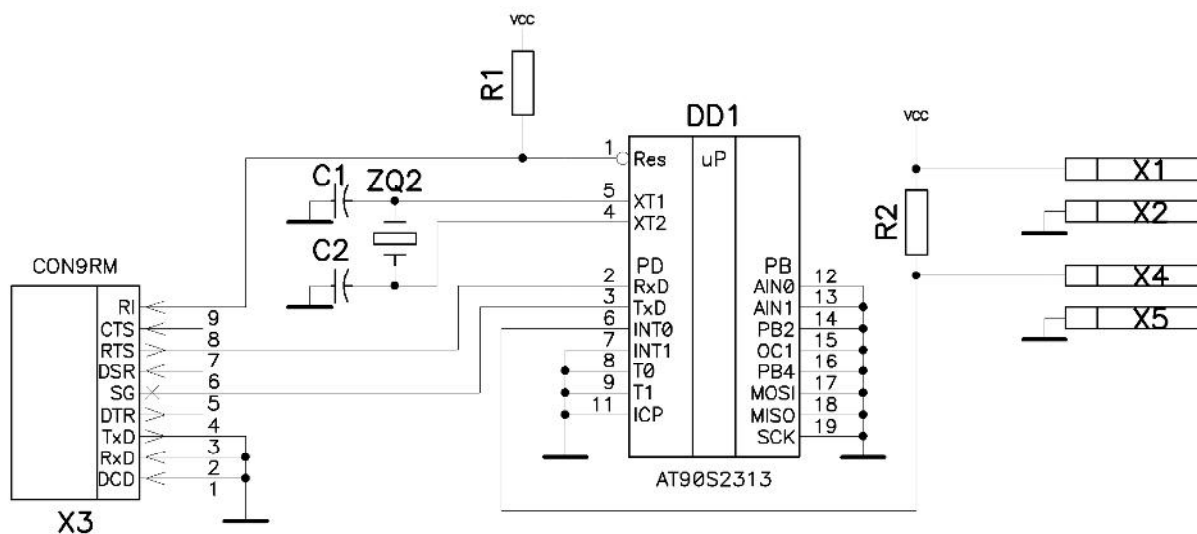 VCC
R1
DD1
1 Res uP
VCC
X1
C1 ZQ2
5 XT1
4 XT2
X2
R2
C2
CON9RM
PD PB
2 RxD AIN0 12
3 TxD AIN1 13
6 INT0 PB2 14
7 INT1 OC1 15
8 T0 PB4 16
9 T1 MOSI 17
11 ICP MISO 18
SCK 19
X4
X5
RI
CTS 9
RTS 8
DSR 7
SG 6
DTR 5
TxD 4
RxD 3
DCD 2
1
AT90S2313
X3